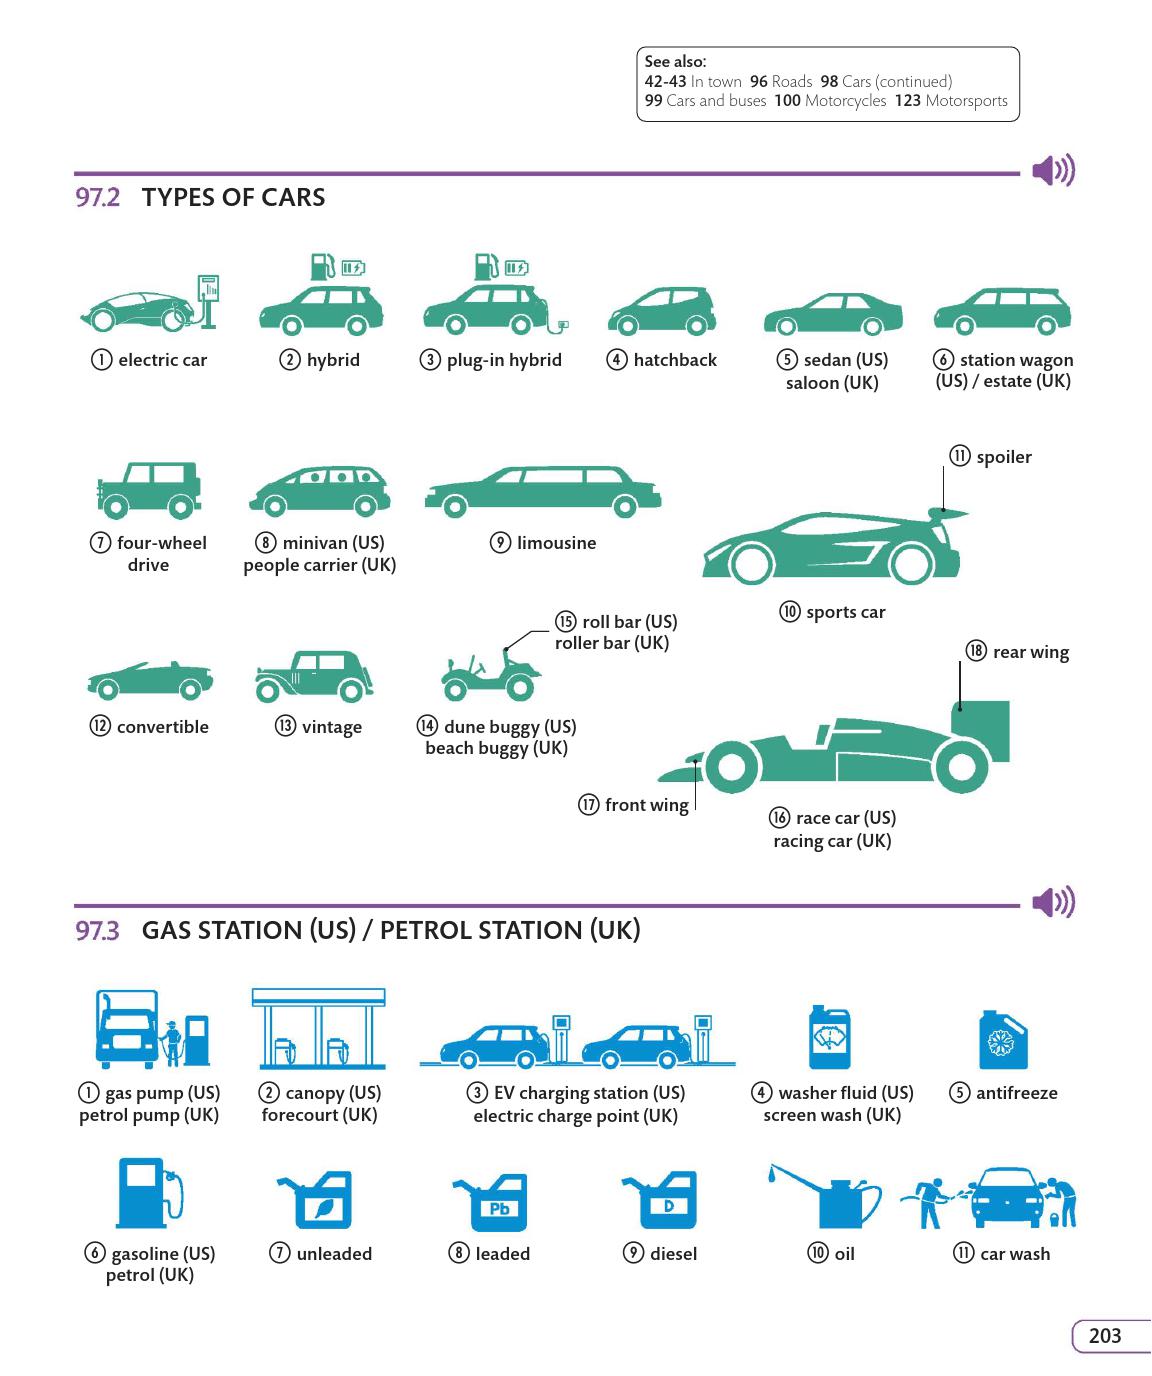 See also:
42-43 In town 96 Roads 98 Cars (continued)
99 Cars and buses 100 Motorcycles 123 Motorsports
97.2 TYPES OF CARS
① electric car
② hybrid
③ plug-in hybrid
④ hatchback
⑤ sedan (US)
saloon (UK)
⑥ station wagon
(US) / estate (UK)
⑦ four-wheel
drive
⑧ minivan (US)
people carrier (UK)
⑨ limousine
⑪ spoiler
⑩ sports car
⑫ convertible
⑬ vintage
⑮ roll bar (US)
roller bar (UK)
⑭ dune buggy (US)
beach buggy (UK)
⑱ rear wing
⑰ front wing
⑯ race car (US)
racing car (UK)
97.3 GAS STATION (US) / PETROL STATION (UK)
① gas pump (US)
petrol pump (UK)
② canopy (US)
forecourt (UK)
③ EV charging station (US)
electric charge point (UK)
④ washer fluid (US)
screen wash (UK)
⑤ antifreeze
⑥ gasoline (US)
petrol (UK)
⑦ unleaded
Pb
⑧ leaded
D
⑨ diesel
⑩ oil
⑪ car wash
203